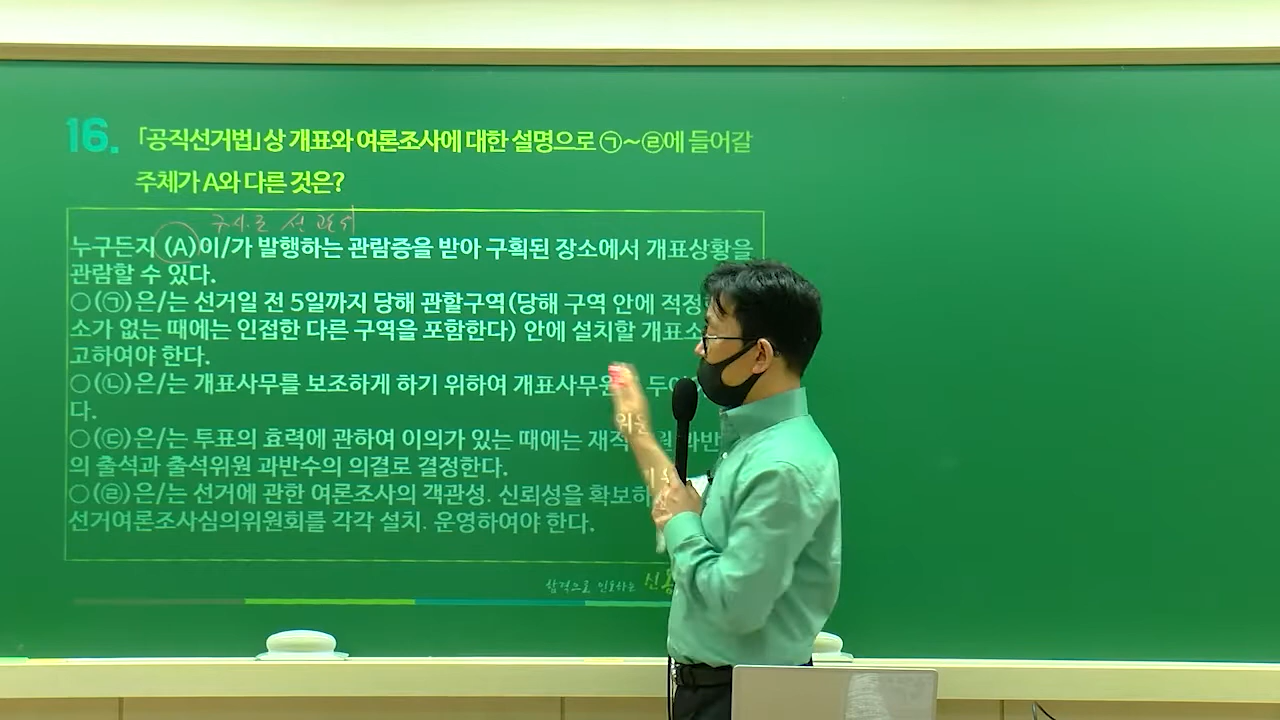 16. 「공직선거법」상 개표와 여론조사에 대한 설명으로 ㉠~㉣에 들어갈
주체가 A와 다른 것은?
구·시·군 선관위
누구든지 (A)이/가 발행하는 관람증을 받아 구획된 장소에서 개표상황을
관람할 수 있다.
○(㉠)은/는 선거일 전 5일까지 당해 관할구역(당해 구역 안에 적정
소가 없는 때에는 인접한 다른 구역을 포함한다) 안에 설치할 개표소
고하여야 한다.
○(㉡)은/는 개표사무를 보조하게 하기 위하여 개표사무원 두어
다.
○(㉢)은/는 투표의 효력에 관하여 이의가 있는 때에는 재적 과반
의 출석과 출석위원 과반수의 의결로 결정한다.
○(㉣)은/는 선거에 관한 여론조사의 객관성·신뢰성을 확보하
선거여론조사심의위원회를 각각 설치·운영하여야 한다.
합격으로 인도하는 신